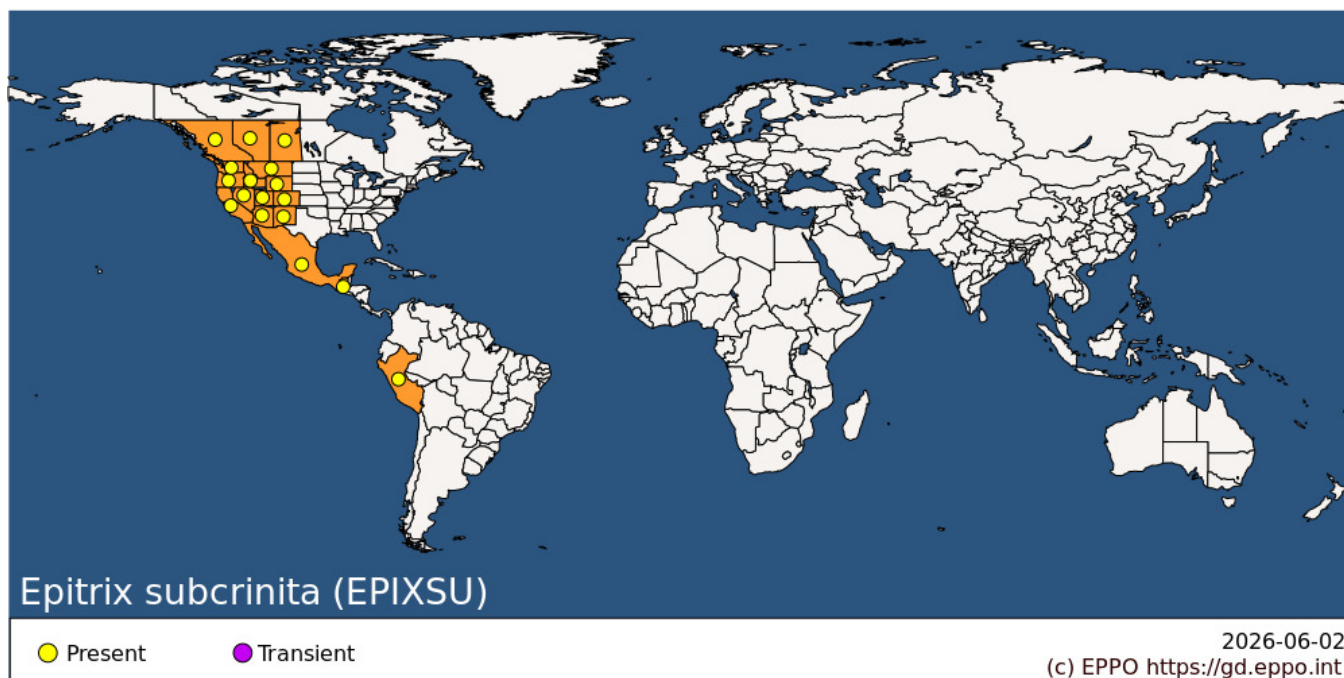 Epitrix subcrinita (EPIXSU)
Present
Transient
2026-06-02
(c) EPPO https://gd.eppo.int